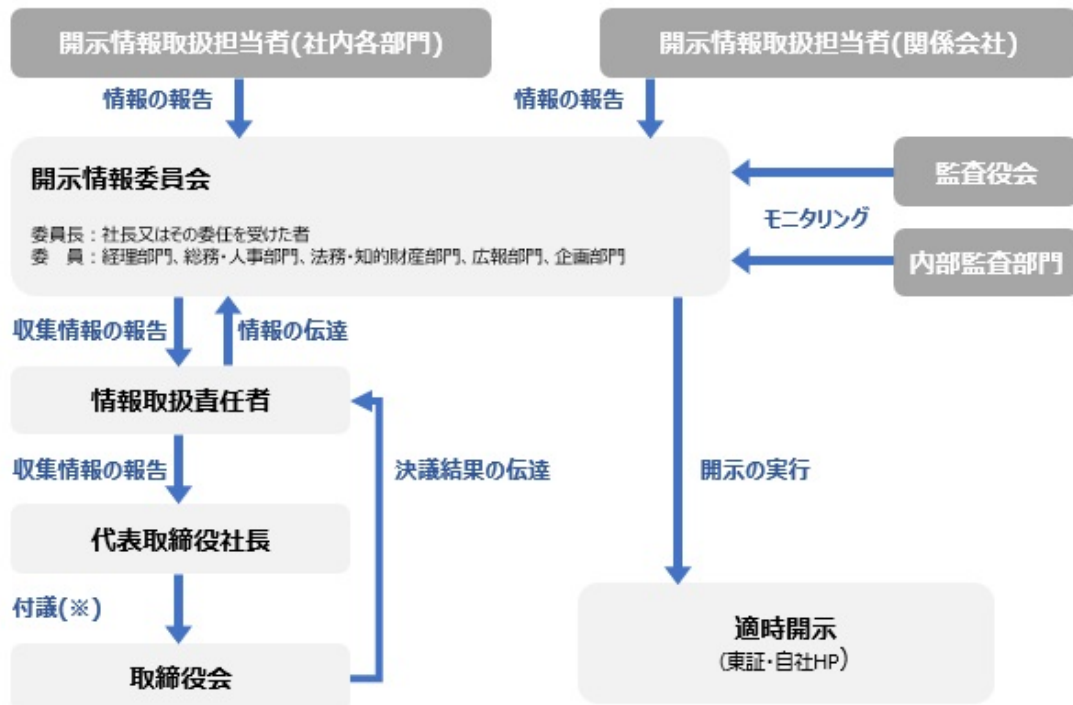 開示情報取扱担当者(社内各部門)
開示情報取扱担当者(関係会社)
情報の報告
情報の報告
開示情報委員会
委員長：社長又はその委任を受けた者
委　員：経理部門、総務・人事部門、法務・知的財産部門、広報部門、企画部門
監査役会
モニタリング
内部監査部門
収集情報の報告
情報の伝達
情報取扱責任者
収集情報の報告
決議結果の伝達
開示の実行
代表取締役社長
付議(※)
取締役会
適時開示
(東証・自社HP)